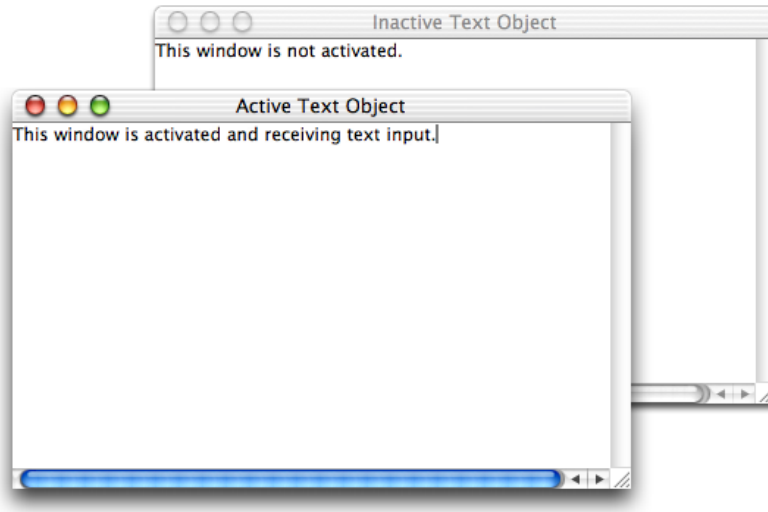 Inactive Text Object
This window is not activated.
Active Text Object
This window is activated and receiving text input.